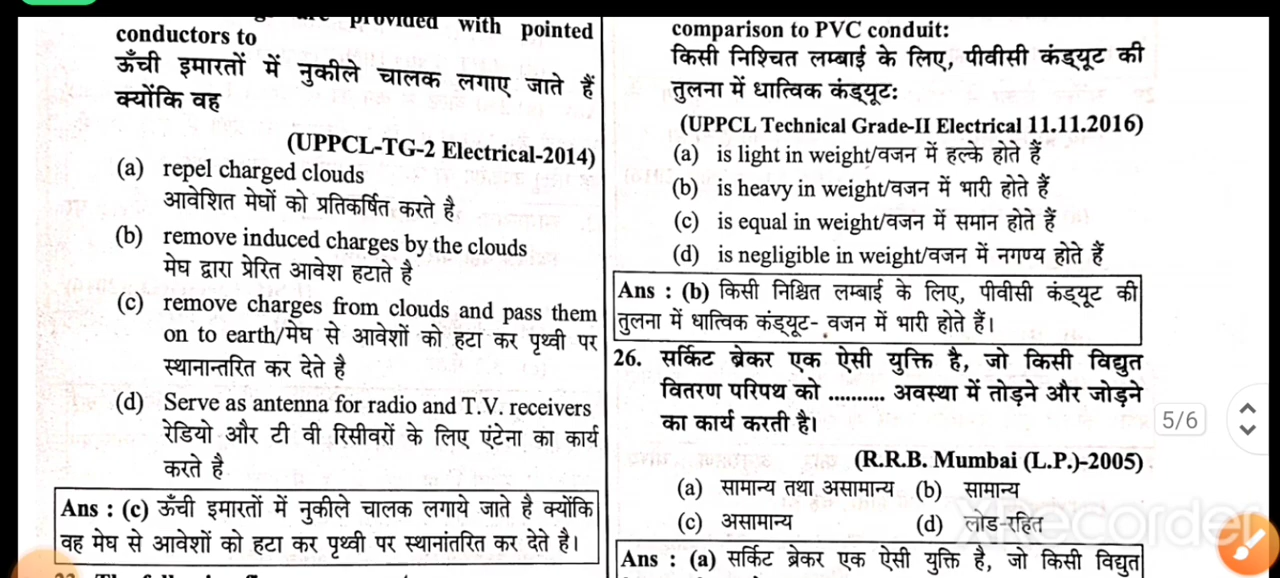 provided with pointed
conductors to
ऊँची इमारतों में नुकीले चालक लगाए जाते हैं
क्योंकि वह
(UPPCL-TG-2 Electrical-2014)
(a) repel charged clouds
आवेशित मेघों को प्रतिकर्षित करते है
(b) remove induced charges by the clouds
मेघ द्वारा प्रेरित आवेश हटाते है
(c) remove charges from clouds and pass them
on to earth/मेघ से आवेशों को हटा कर पृथ्वी पर
स्थानान्तरित कर देते है
(d) Serve as antenna for radio and T.V. receivers
रेडियो और टी वी रिसीवरों के लिए एंटेना का कार्य
करते है
Ans : (c) ऊँची इमारतों में नुकीले चालक लगाये जाते है क्योंकि
वह मेघ से आवेशों को हटा कर पृथ्वी पर स्थानांतरित कर देते है।
comparison to PVC conduit:
किसी निश्चित लम्बाई के लिए, पीवीसी कंड्यूट की
तुलना में धात्विक कंड्यूट:
(UPPCL Technical Grade-II Electrical 11.11.2016)
(a) is light in weight/वजन में हल्के होते हैं
(b) is heavy in weight/वजन में भारी होते हैं
(c) is equal in weight/वजन में समान होते हैं
(d) is negligible in weight/वजन में नगण्य होते हैं
Ans : (b) किसी निश्चित लम्बाई के लिए, पीवीसी कंड्यूट की
तुलना में धात्विक कंड्यूट- वजन में भारी होते हैं।
26. सर्किट ब्रेकर एक ऐसी युक्ति है, जो किसी विद्युत
वितरण परिपथ को .......... अवस्था में तोड़ने और जोड़ने
का कार्य करती है।
(R.R.B. Mumbai (L.P.)-2005)
(a) सामान्य तथा असामान्य (b) सामान्य
(c) असामान्य (d) लोड-रहित
Ans : (a) सर्किट ब्रेकर एक ऐसी युक्ति है, जो किसी विद्युत
5/6
XRecorder